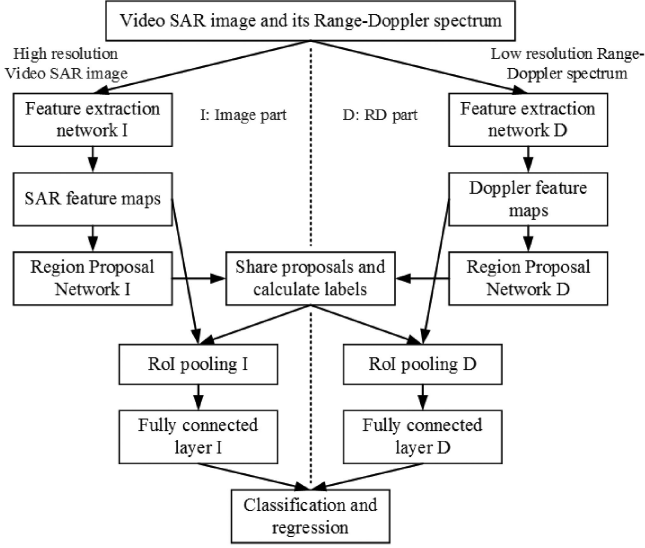 Video SAR image and its Range-Doppler spectrum
High resolution
Video SAR image
Low resolution Range-
Doppler spectrum
Feature extraction
network I
I: Image part
D: RD part
Feature extraction
network D
SAR feature maps
Doppler feature
maps
Region Proposal
Network I
Share proposals and
calculate labels
Region Proposal
Network D
RoI pooling I
RoI pooling D
Fully connected
layer I
Fully connected
layer D
Classification and
regression